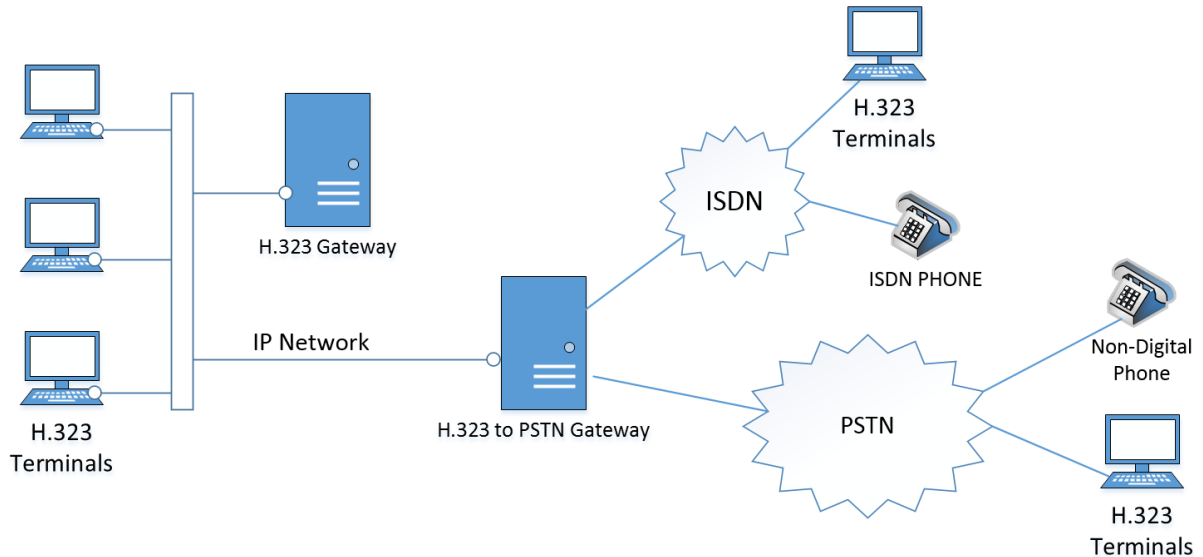 H.323
Terminals
H.323 Gateway
IP Network
H.323 to PSTN Gateway
ISDN
H.323
Terminals
ISDN PHONE
PSTN
Non-Digital
Phone
H.323
Terminals